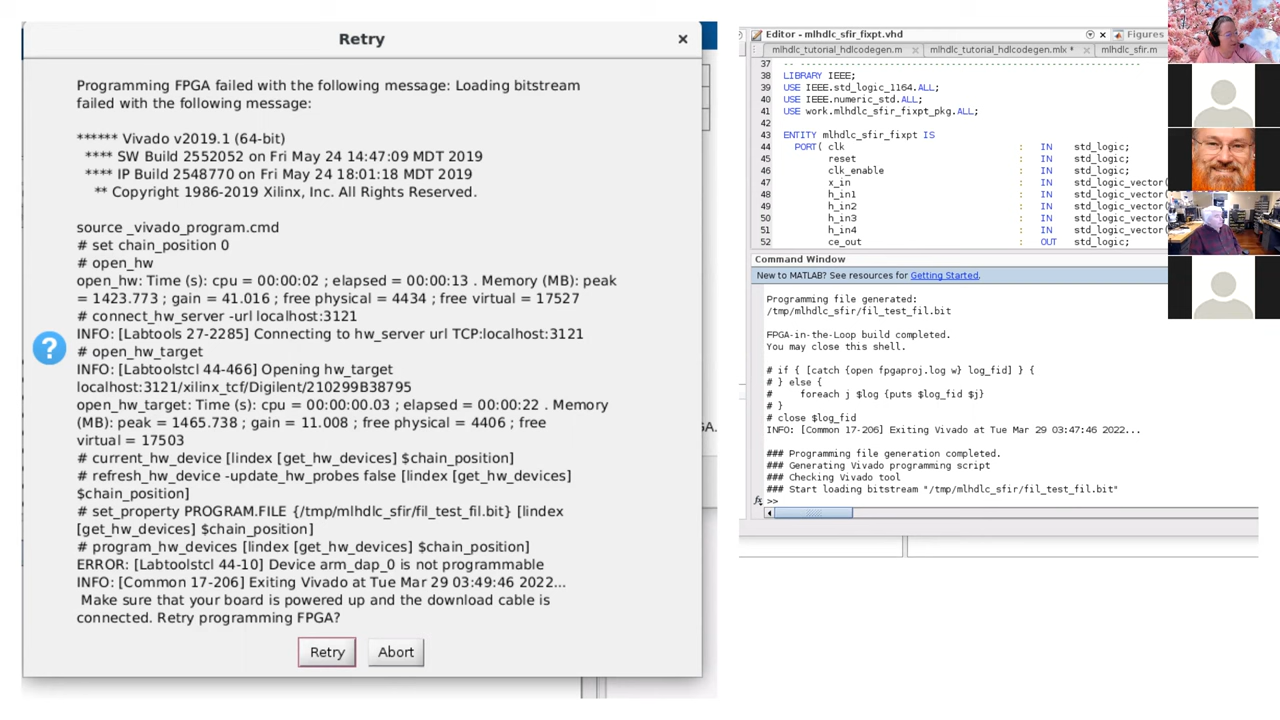 Retry
Programming FPGA failed with the following message: Loading bitstream
failed with the following message:
****** Vivado v2019.1 (64-bit)
**** SW Build 2552052 on Fri May 24 14:47:09 MDT 2019
**** IP Build 2548770 on Fri May 24 18:01:18 MDT 2019
** Copyright 1986-2019 Xilinx, Inc. All Rights Reserved.
source _vivado_program.cmd
# set chain_position 0
# open_hw
open_hw: Time (s): cpu = 00:00:02 ; elapsed = 00:00:13 . Memory (MB): peak
= 1423.773 ; gain = 41.016 ; free physical = 4434 ; free virtual = 17527
# connect_hw_server -url localhost:3121
INFO: [Labtools 27-2285] Connecting to hw_server url TCP:localhost:3121
# open_hw_target
INFO: [Labtoolstcl 44-466] Opening hw_target
localhost:3121/xilinx_tcf/Digilent/210299B38795
open_hw_target: Time (s): cpu = 00:00:00.03 ; elapsed = 00:00:22 . Memory
(MB): peak = 1465.738 ; gain = 11.008 ; free physical = 4406 ; free
virtual = 17503
# current_hw_device [lindex [get_hw_devices] $chain_position]
# refresh_hw_device -update_hw_probes false [lindex [get_hw_devices]
$chain_position]
# set_property PROGRAM.FILE {/tmp/mlhdlc_sfir/fil_test_fil.bit} [lindex
[get_hw_devices] $chain_position]
# program_hw_devices [lindex [get_hw_devices] $chain_position]
ERROR: [Labtoolstcl 44-10] Device arm_dap_0 is not programmable
INFO: [Common 17-206] Exiting Vivado at Tue Mar 29 03:49:46 2022...
Make sure that your board is powered up and the download cable is
connected. Retry programming FPGA?
Retry Abort
GA.
Editor - mlhdlc_sfir_fixpt.vhd
Figures
mlhdlc_tutorial_hdlcodegen.m mlhdlc_tutorial_hdlcodegen.mlx * mlhdlc_sfir.m
37 -- -----------------------------------------------------------
38 LIBRARY IEEE;
39 USE IEEE.std_logic_1164.ALL;
40 USE IEEE.numeric_std.ALL;
41 USE work.mlhdlc_sfir_fixpt_pkg.ALL;
42
43 ENTITY mlhdlc_sfir_fixpt IS
44 PORT( clk : IN std_logic;
45 reset : IN std_logic;
46 clk_enable : IN std_logic;
47 x_in : IN std_logic_vector(
48 h_in1 : IN std_logic_vector(
49 h_in2 : IN std_logic_vector(
50 h_in3 : IN std_logic_vector(
51 h_in4 : IN std_logic_vector(
52 ce_out : OUT std_logic;
Command Window
New to MATLAB? See resources for Getting Started.
Programming file generated:
/tmp/mlhdlc_sfir/fil_test_fil.bit
FPGA-in-the-Loop build completed.
You may close this shell.
# if { [catch {open fpgaproj.log w} log_fid] } {
# } else {
# foreach j $log {puts $log_fid $j}
# }
# close $log_fid
INFO: [Common 17-206] Exiting Vivado at Tue Mar 29 03:47:46 2022...
### Programming file generation completed.
### Generating Vivado programming script
### Checking Vivado tool
### Start loading bitstream "/tmp/mlhdlc_sfir/fil_test_fil.bit"
fx >>